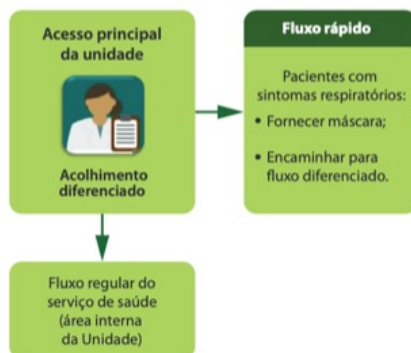 Acesso principal
da unidade
Acolhimento
diferenciado
Fluxo rápido
Pacientes com
sintomas respiratórios:
• Fornecer máscara;
• Encaminhar para
fluxo diferenciado.
Fluxo regular do
serviço de saúde
(área interna
da Unidade)